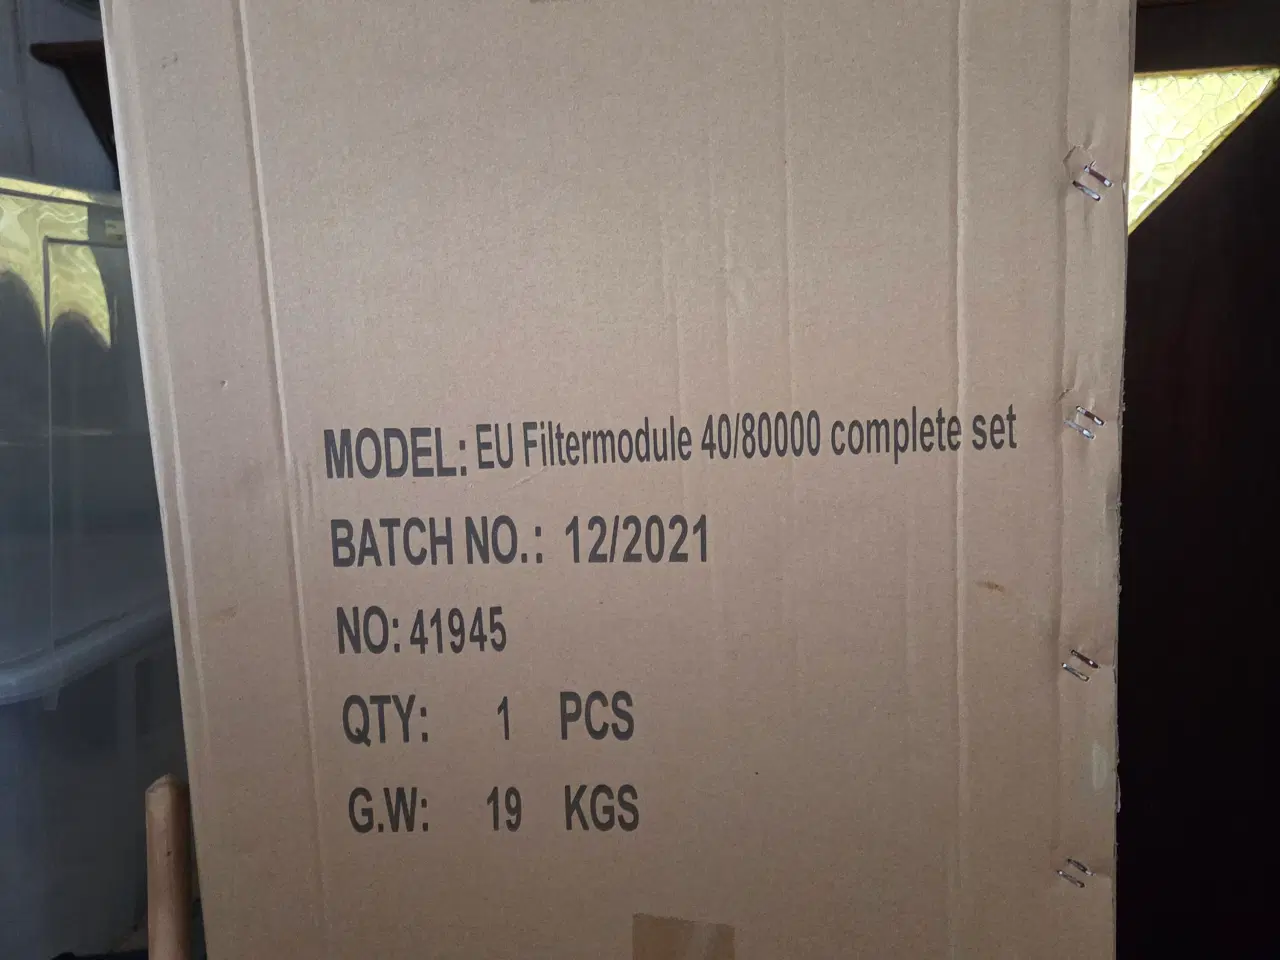 MODEL: EU Filtermodule 40/80000 complete set
BATCH NO.: 12/2021
NO: 41945
QTY: 1 PCS
G.W: 19 KGS